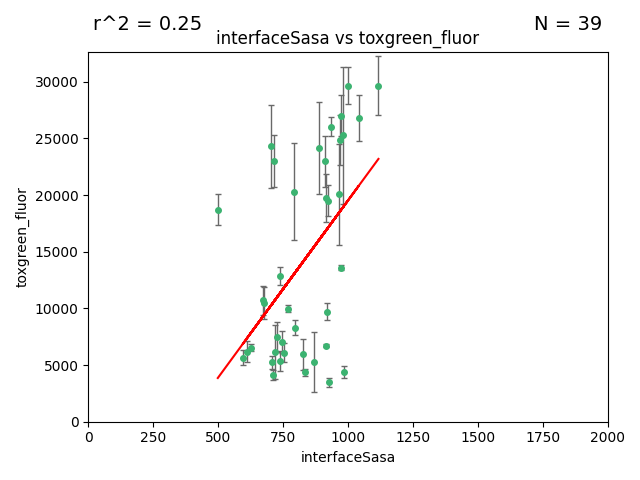 r^2 = 0.25
N = 39
interfaceSasa vs toxgreen_fluor
30000
25000
20000
15000
10000
5000
0
toxgreen_fluor
0 250 500 750 1000 1250 1500 1750 2000
interfaceSasa